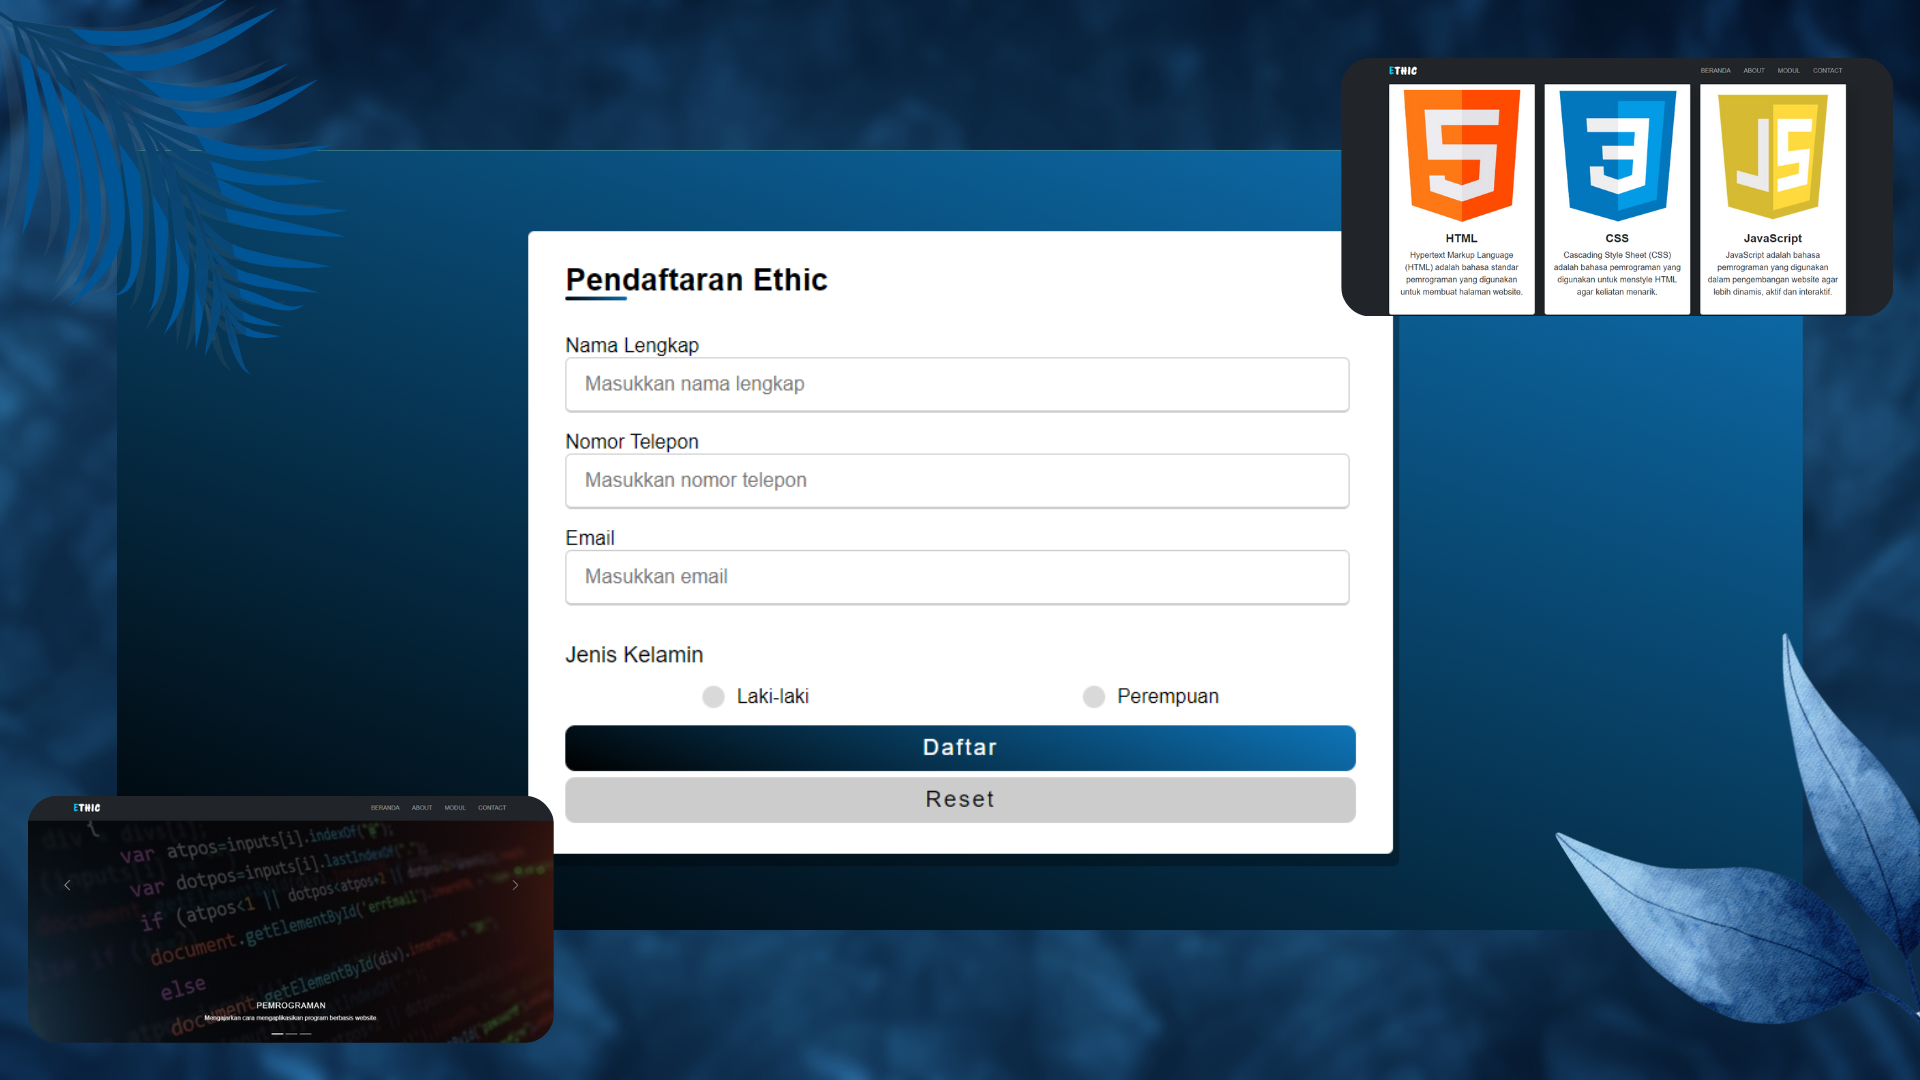 ETHIC
BERANDA ABOUT MODUL CONTACT
HTML
Hypertext Markup Language
(HTML) adalah bahasa standar
pemrograman yang digunakan
untuk membuat halaman website.
CSS
Cascading Style Sheet (CSS)
adalah bahasa pemrograman yang
digunakan untuk menstyle HTML
agar keliatan menarik.
JavaScript
JavaScript adalah bahasa
pemrograman yang digunakan
dalam pengembangan website agar
lebih dinamis, aktif dan interaktif.
Pendaftaran Ethic
Nama Lengkap
Masukkan nama lengkap
Nomor Telepon
Masukkan nomor telepon
Email
Masukkan email
Jenis Kelamin
Laki-laki
Perempuan
Daftar
Reset
ETHIC
BERANDA ABOUT MODUL CONTACT
var atpos=inputs[i].indexOf("@");
var dotpos=inputs[i].lastIndexOf(".");
if (atpos<1 || dotpos<atpos+2 ||
document.getElementById('errEmail').innerHTML
else
document.getElementById(div).innerHTML
PEMROGRAMAN
Mengajarkan cara mengaplikasikan program berbasis website